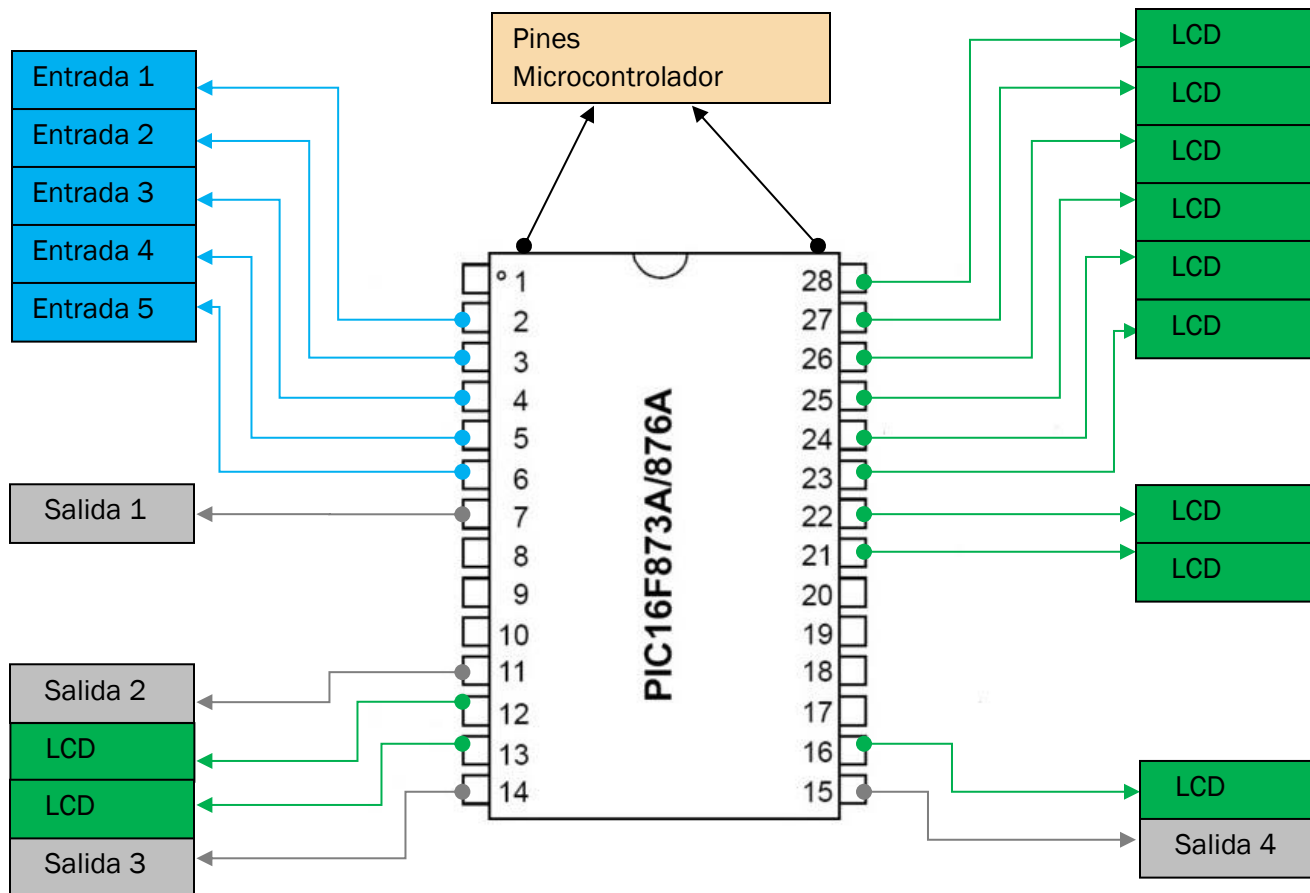 Pines
Microcontrolador
Entrada 1
Entrada 2
Entrada 3
Entrada 4
Entrada 5
Salida 1
Salida 2
LCD
LCD
Salida 3
1
2
3
4
5
6
7
8
9
10
11
12
13
14
PIC16F873A/876A
28
27
26
25
24
23
22
21
20
19
18
17
16
15
LCD
LCD
LCD
LCD
LCD
LCD
LCD
LCD
LCD
Salida 4